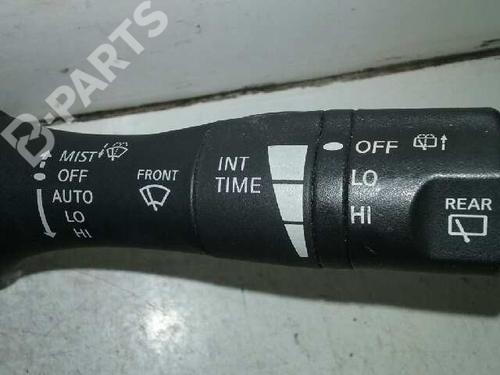 B-PARTS
MIST
OFF
AUTO
LO
HI
FRONT
INT
TIME
OFF
LO
HI
REAR